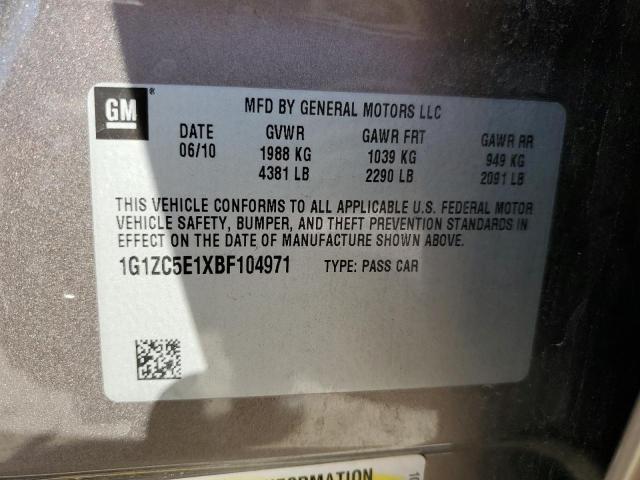 GM
MFD BY GENERAL MOTORS LLC
DATE GVWR GAWR FRT GAWR RR
06/10 1988 KG 1039 KG 949 KG
4381 LB 2290 LB 2091 LB
THIS VEHICLE CONFORMS TO ALL APPLICABLE U.S. FEDERAL MOTOR
VEHICLE SAFETY, BUMPER, AND THEFT PREVENTION STANDARDS IN
EFFECT ON THE DATE OF MANUFACTURE SHOWN ABOVE.
1G1ZC5E1XBF104971 TYPE: PASS CAR
INFORMATION